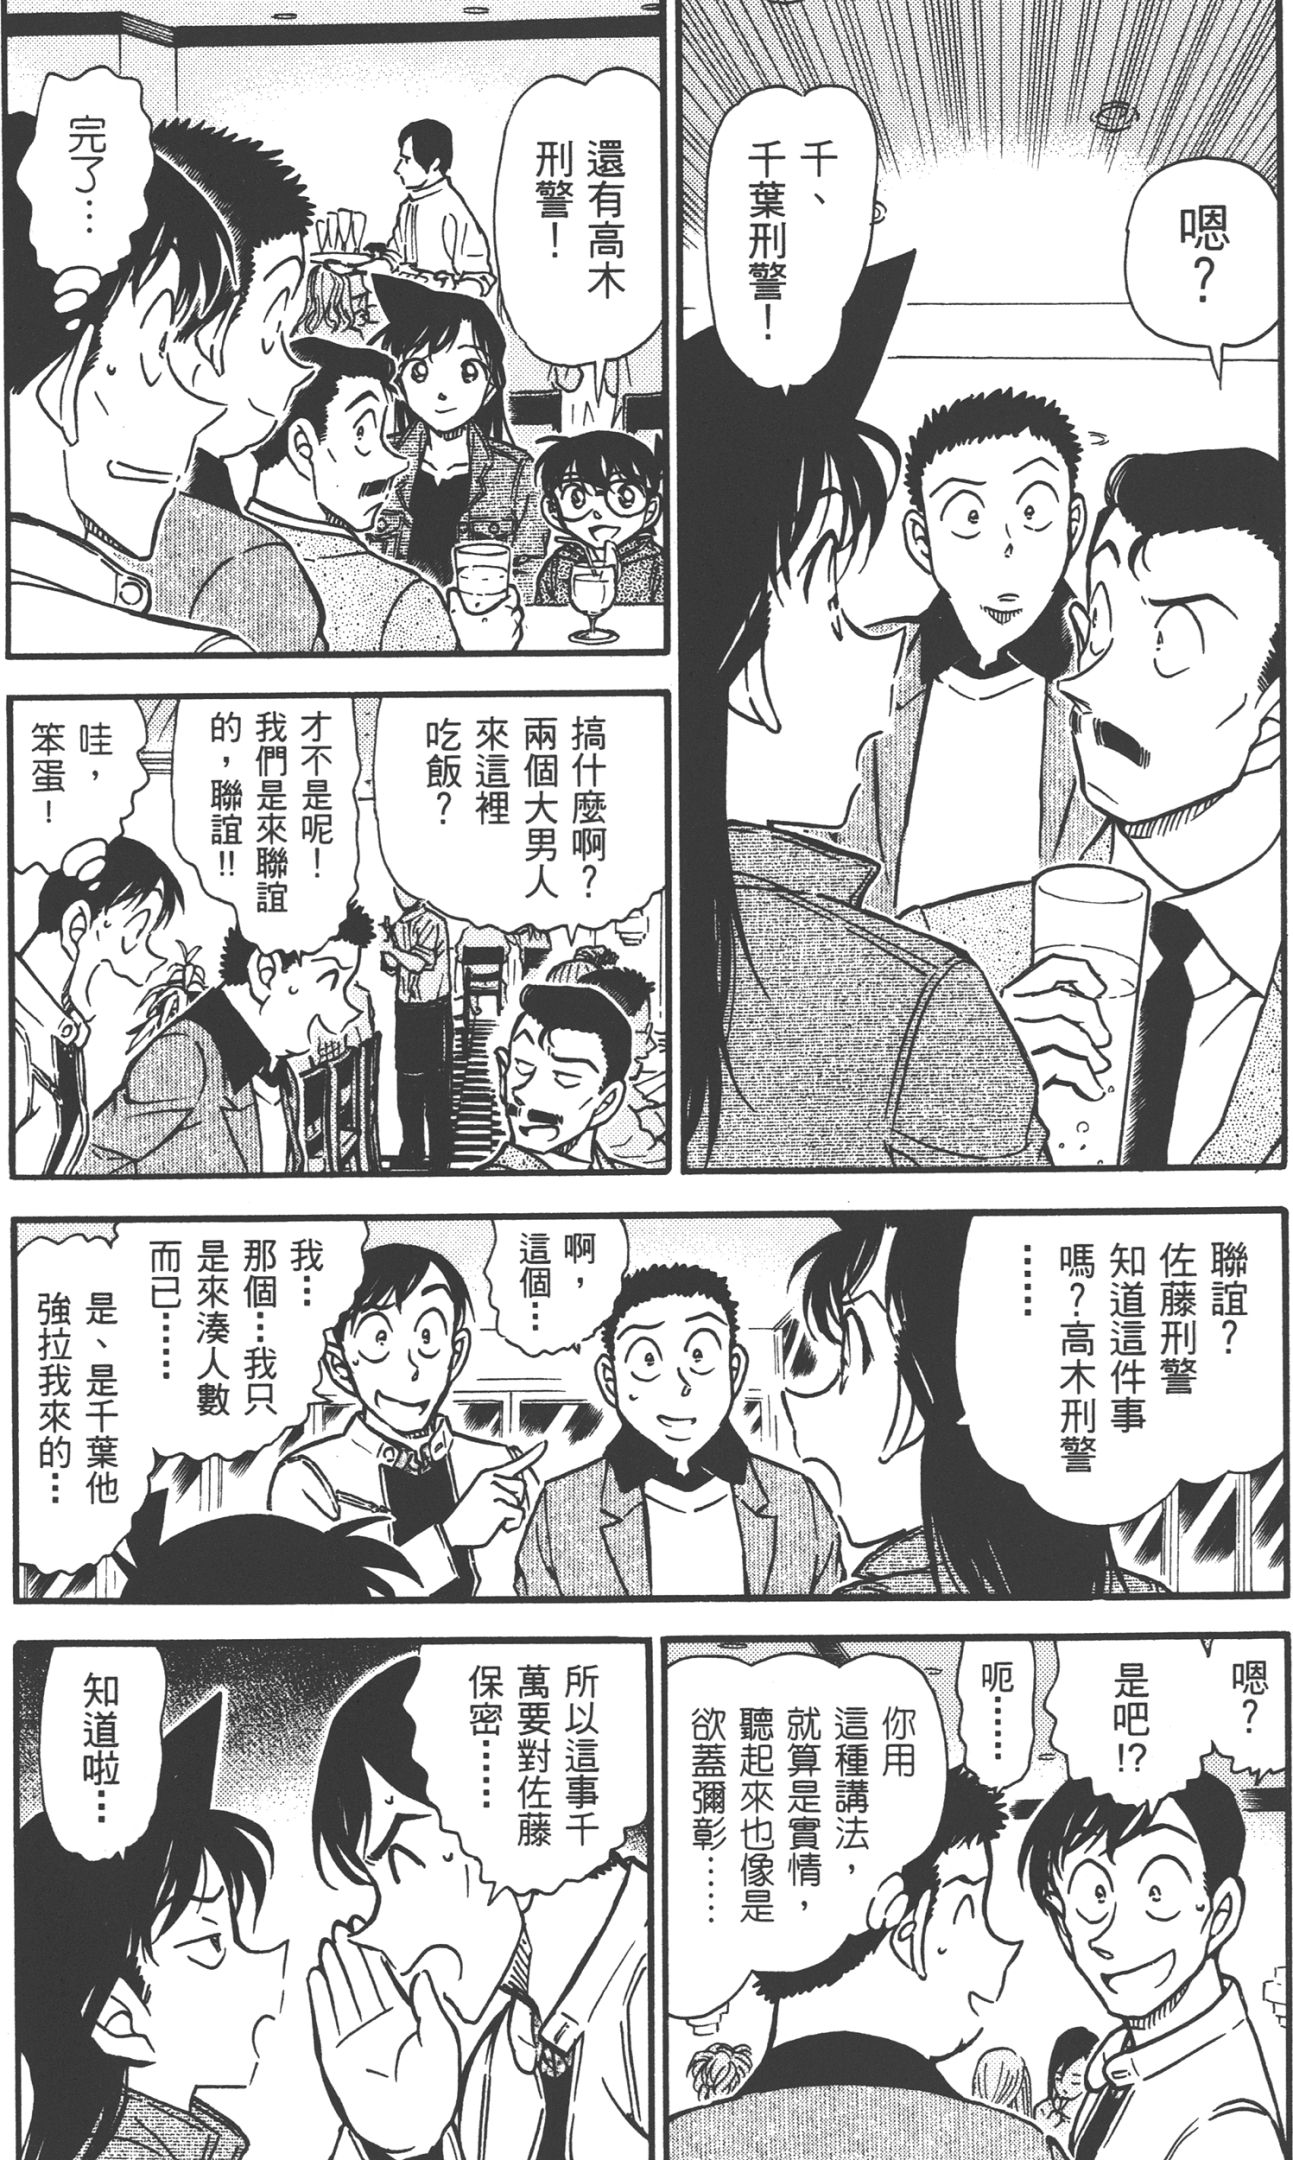 嗯？
千、
千葉刑警！
還有高木
刑警！
完了…
搞什麼啊？
兩個大男人
來這裡
吃飯？
才不是呢！
我們是來聯誼
的，聯誼!!
哇，
笨蛋！
聯誼？
佐藤刑警
知道這件事
嗎？高木刑警
……
啊，
這個…
我…
那個…我只
是來湊人數
而已……
是、是千葉他
強拉我來的…
嗯？
是吧!?
呃……
你用
這種講法，
就算是實情，
聽起來也像是
欲蓋彌彰……
所以這事千
萬要對佐藤
保密……
知道啦…